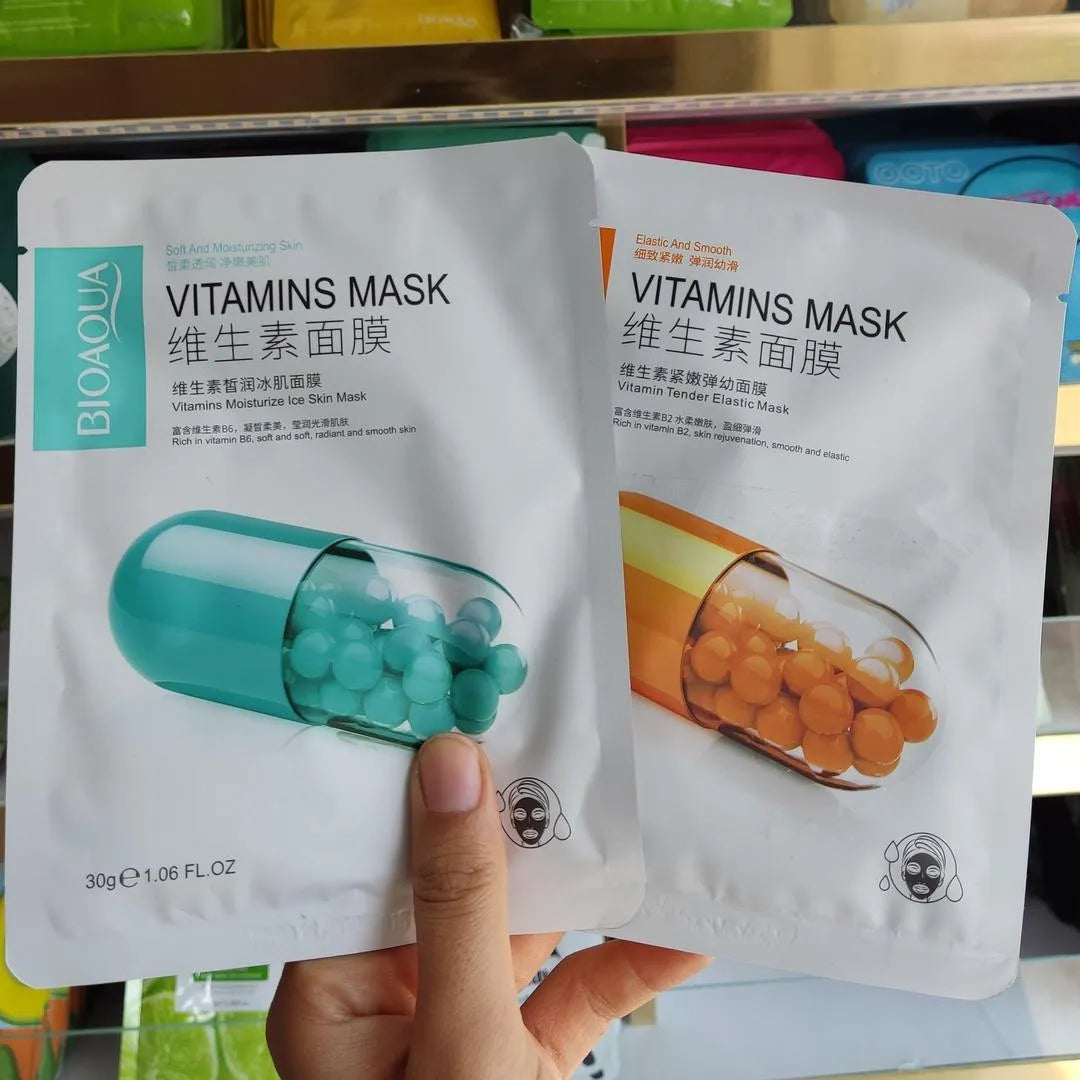 BIOAQUA
Soft And Moisturizing Skin
皙柔透润 净嫩美肌
VITAMINS MASK
维生素面膜
维生素皙润冰肌面膜
Vitamins Moisturize Ice Skin Mask
富含维生素B6，凝皙柔美，莹润光滑肌肤
Rich in vitamin B6, soft and soft, radiant and smooth skin
30g℮1.06 FL.OZ
Elastic And Smooth
细致紧嫩 弹润幼滑
VITAMINS MASK
维生素面膜
维生素紧嫩弹幼面膜
Vitamin Tender Elastic Mask
富含维生素B2 水柔嫩肤，盈细弹滑
Rich in vitamin B2, skin rejuvenation, smooth and elastic
OOTO